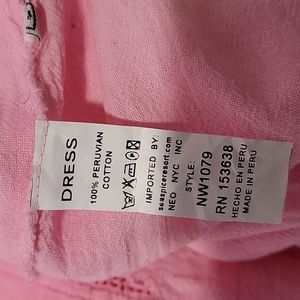 DRESS
100% PERUVIAN
COTTON
IMPORTED BY:
seaspiceresort.com
NEO NYC INC
STYLE:
NW1079
RN 153638
HECHO EN PERU
MADE IN PERU